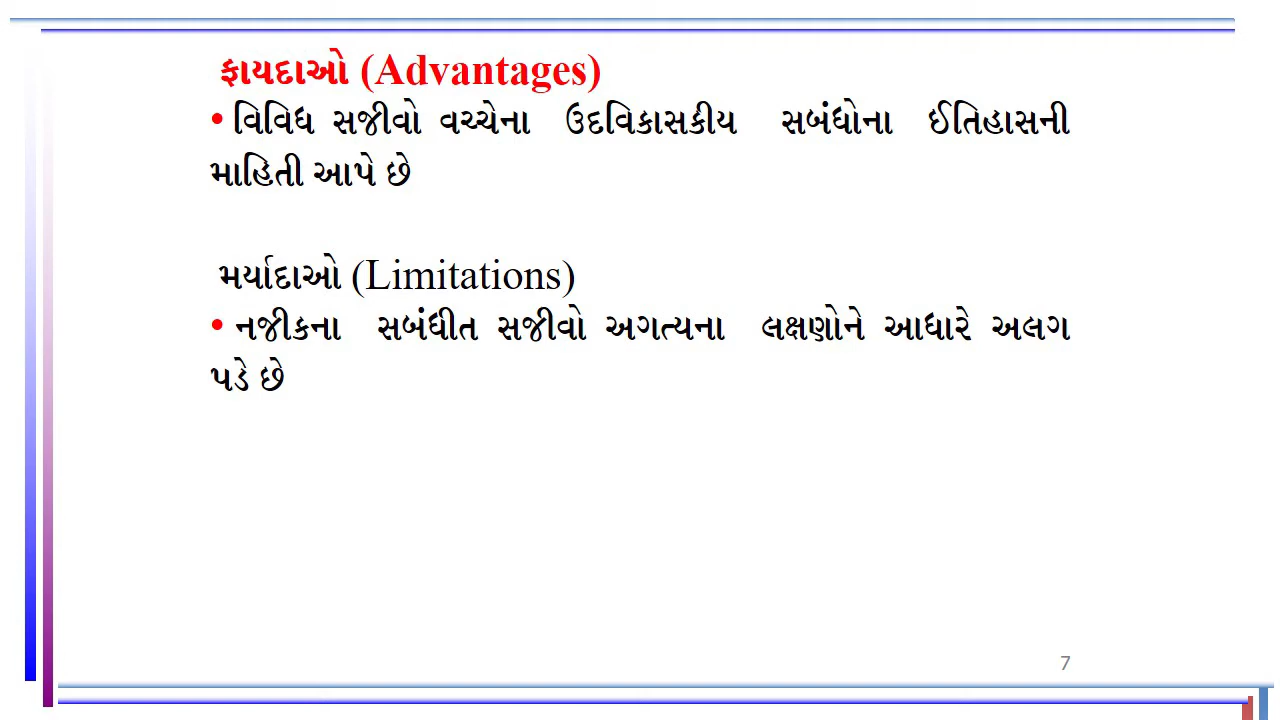 ફાયદાઓ (Advantages)
• વિવિધ સજીવો વચ્ચેના ઉદવિકાસકીય સબંધોના ઈતિહાસની
માહિતી આપે છે
મર્યાદાઓ (Limitations)
• નજીકના સબંધીત સજીવો અગત્યના લક્ષણોને આધારે અલગ
પડે છે
7